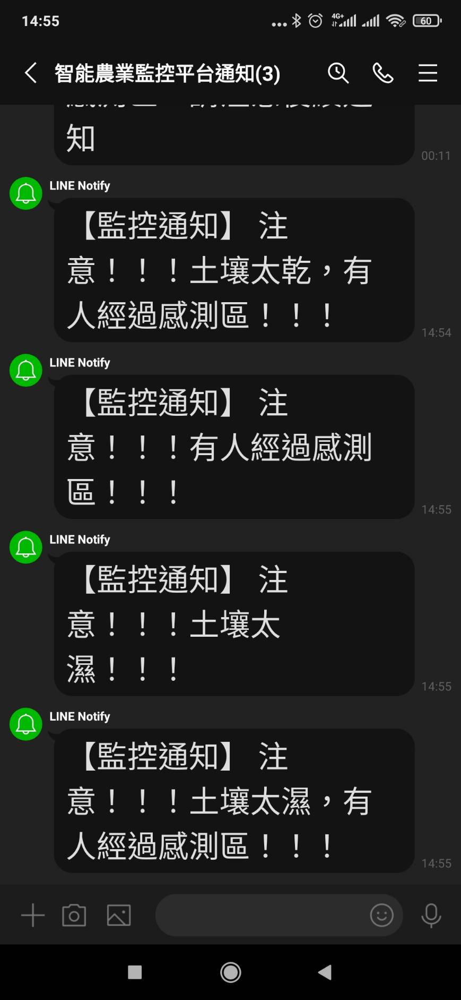 14:55
4G+
60
智能農業監控平台通知(3)
知
00:11
LINE Notify
【監控通知】 注
意！！！土壤太乾，有
人經過感測區！！！
14:54
LINE Notify
【監控通知】 注
意！！！有人經過感測
區！！！
14:55
LINE Notify
【監控通知】 注
意！！！土壤太
濕！！！
14:55
LINE Notify
【監控通知】 注
意！！！土壤太濕，有
人經過感測區！！！
14:55